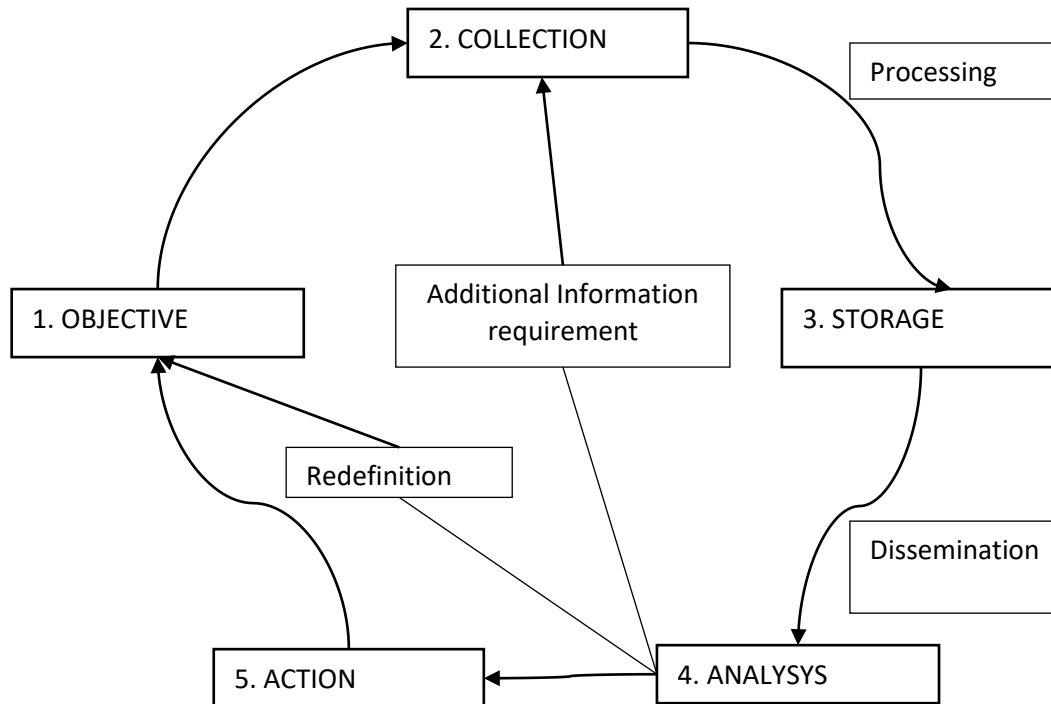 2. COLLECTION
Processing
1. OBJECTIVE
Additional Information
requirement
3. STORAGE
Redefinition
Dissemination
5. ACTION
4. ANALYSYS